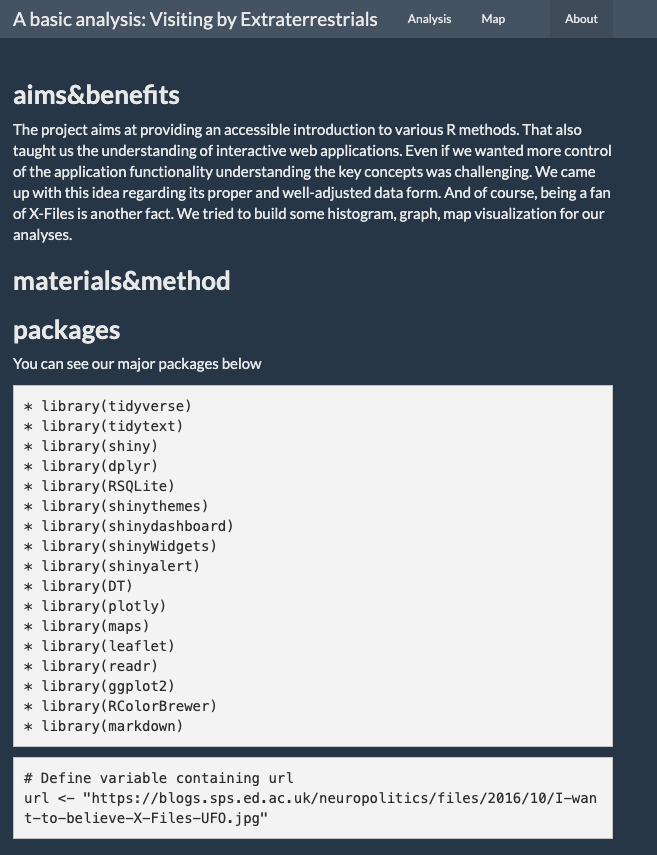 A basic analysis: Visiting by Extraterrestrials Analysis Map About
aims&benefits
The project aims at providing an accessible introduction to various R methods. That also
taught us the understanding of interactive web applications. Even if we wanted more control
of the application functionality understanding the key concepts was challenging. We came
up with this idea regarding its proper and well-adjusted data form. And of course, being a fan
of X-Files is another fact. We tried to build some histogram, graph, map visualization for our
analyses.
materials&method
packages
You can see our major packages below
* library(tidyverse)
* library(tidytext)
* library(shiny)
* library(dplyr)
* library(RSQLite)
* library(shinythemes)
* library(shinydashboard)
* library(shinyWidgets)
* library(shinyalert)
* library(DT)
* library(plotly)
* library(maps)
* library(leaflet)
* library(readr)
* library(ggplot2)
* library(RColorBrewer)
* library(markdown)
# Define variable containing url
url <- "https://blogs.sps.ed.ac.uk/neuropolitics/files/2016/10/I-wan
t-to-believe-X-Files-UFO.jpg"